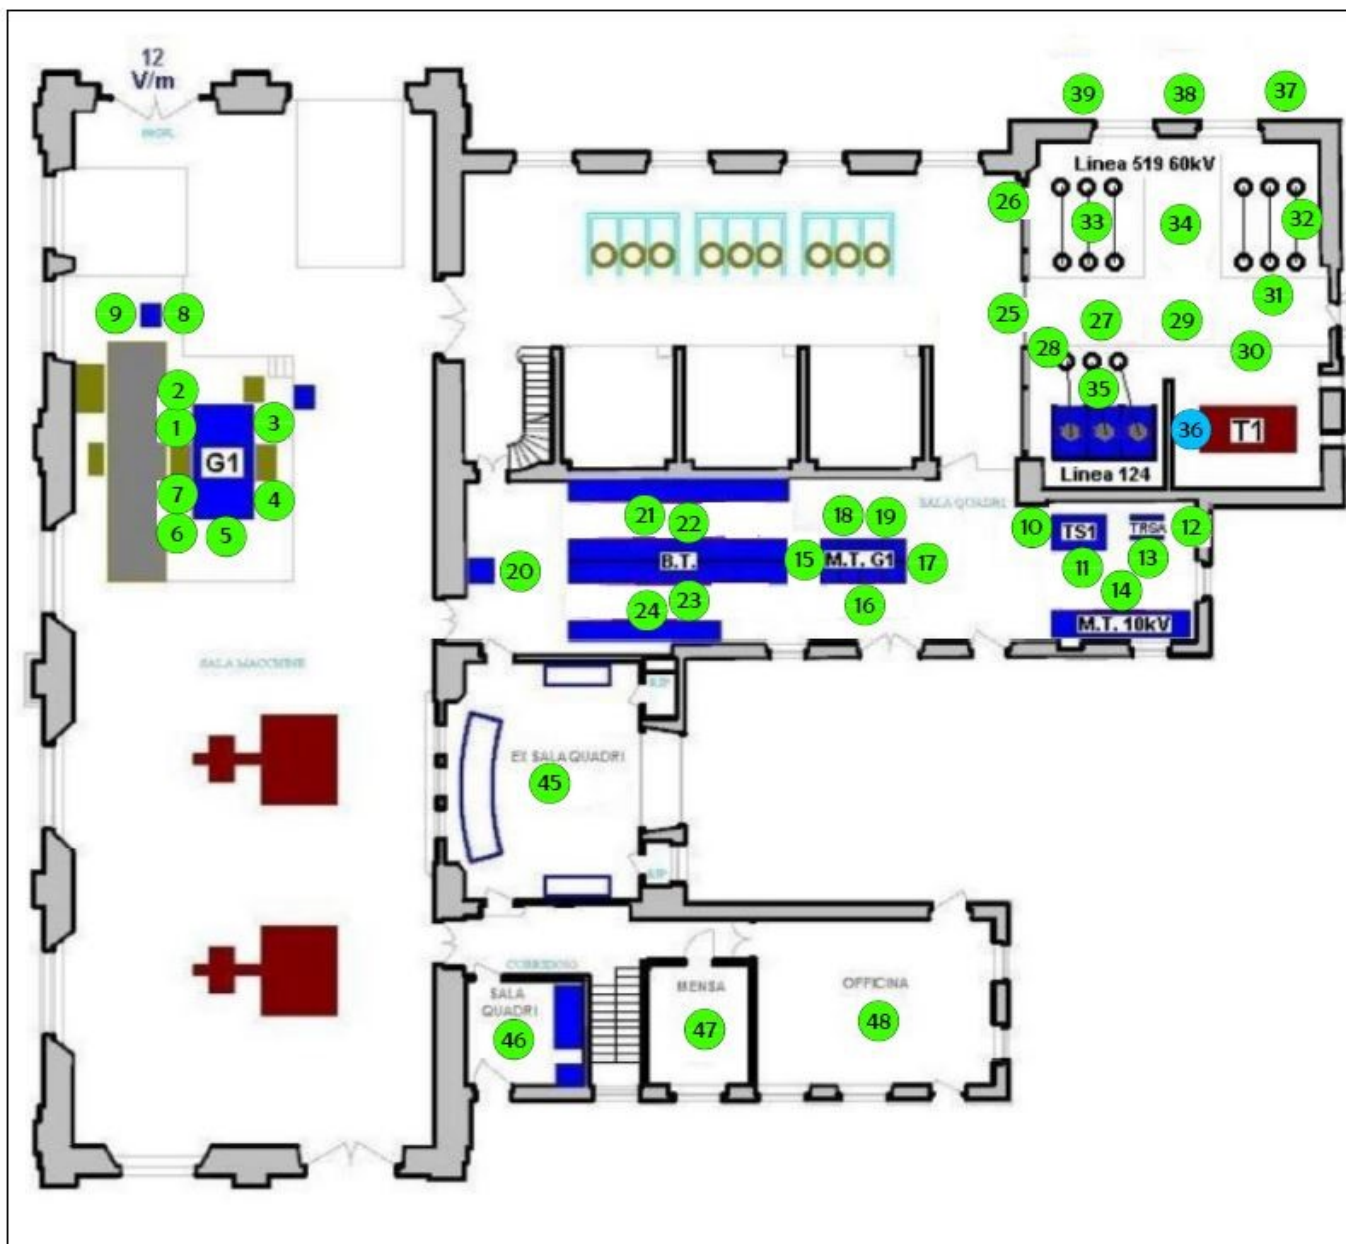 12
V/m
39
38
37
INGR.
Linea 519 60kV
26
33
34
32
9
8
25
27
29
31
28
30
2
35
1
3
36
T1
G1
Linea 124
7
4
6
5
21
22
18
19
SALA QUADRI
10
TS1
TRSA
12
20
B.T.
15
M.T. G1
17
11
13
24
23
16
14
M.T. 10kV
SALA MACCHINE
RIP
EX SALA QUADRI
45
RIP
CORRIDOIO
SALA
QUADRI
46
MENSA
47
OFFICINA
48